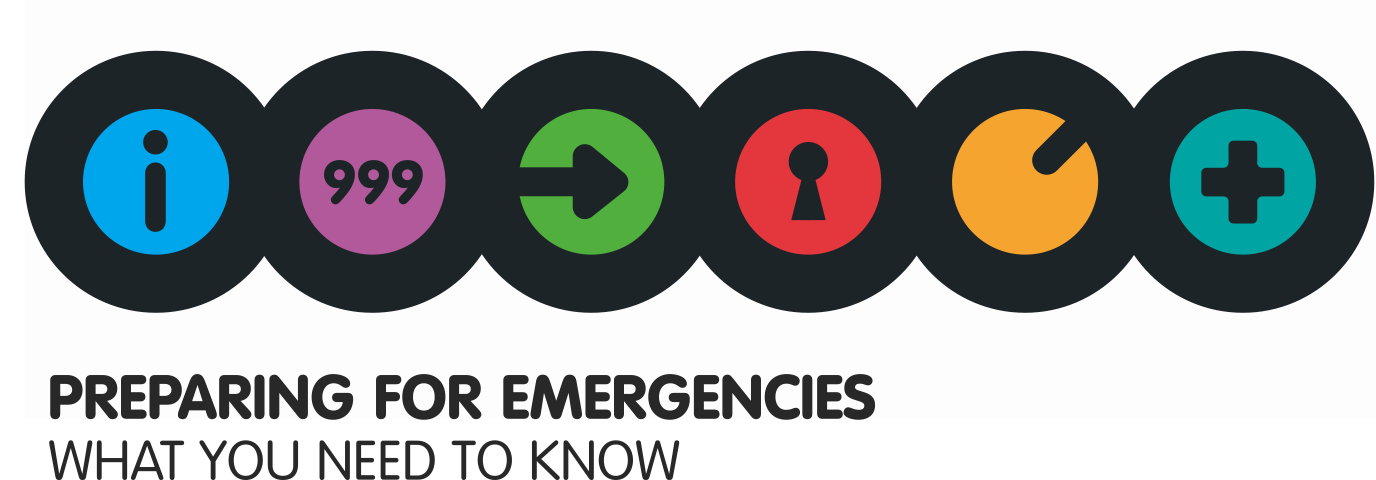 i 999
PREPARING FOR EMERGENCIES
WHAT YOU NEED TO KNOW